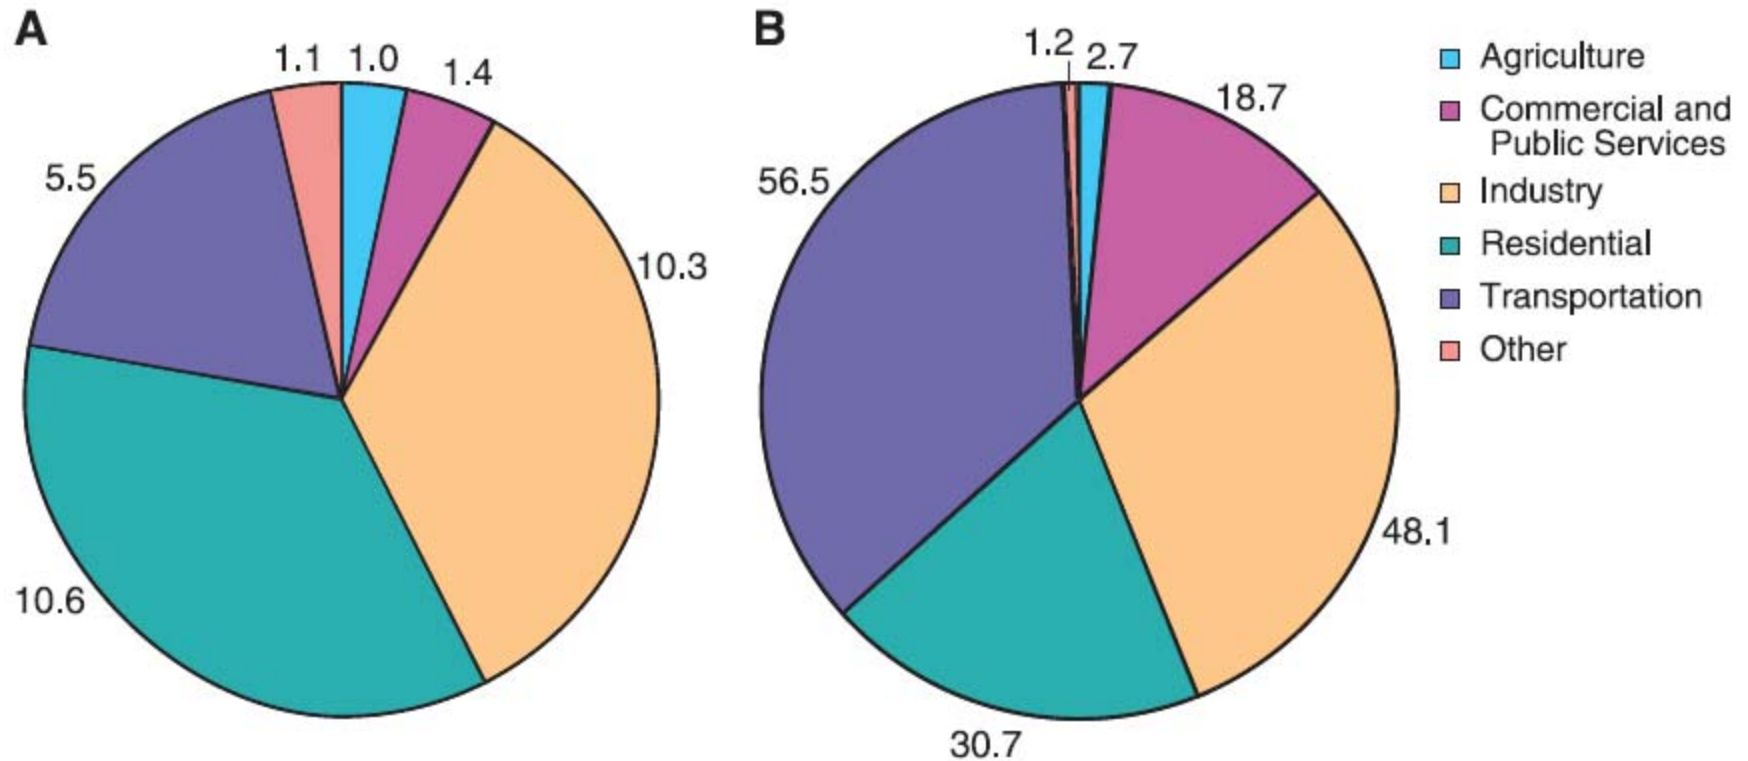 A
1.1
1.0
1.4
5.5
10.3
10.6
B
1.2
2.7
18.7
56.5
48.1
30.7
Agriculture
Commercial and
Public Services
Industry
Residential
Transportation
Other